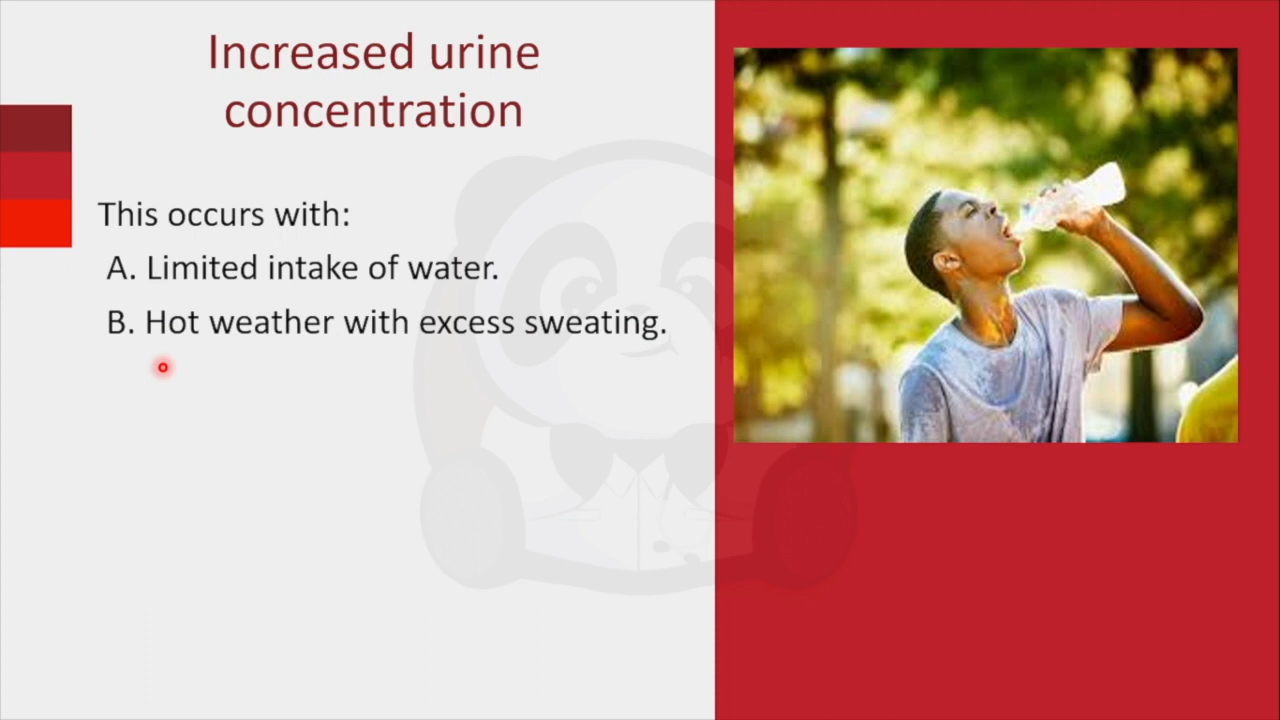 Increased urine
concentration
This occurs with:
A. Limited intake of water.
B. Hot weather with excess sweating.